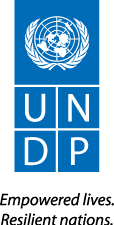 U N
D P
Empowered lives.
Resilient nations.